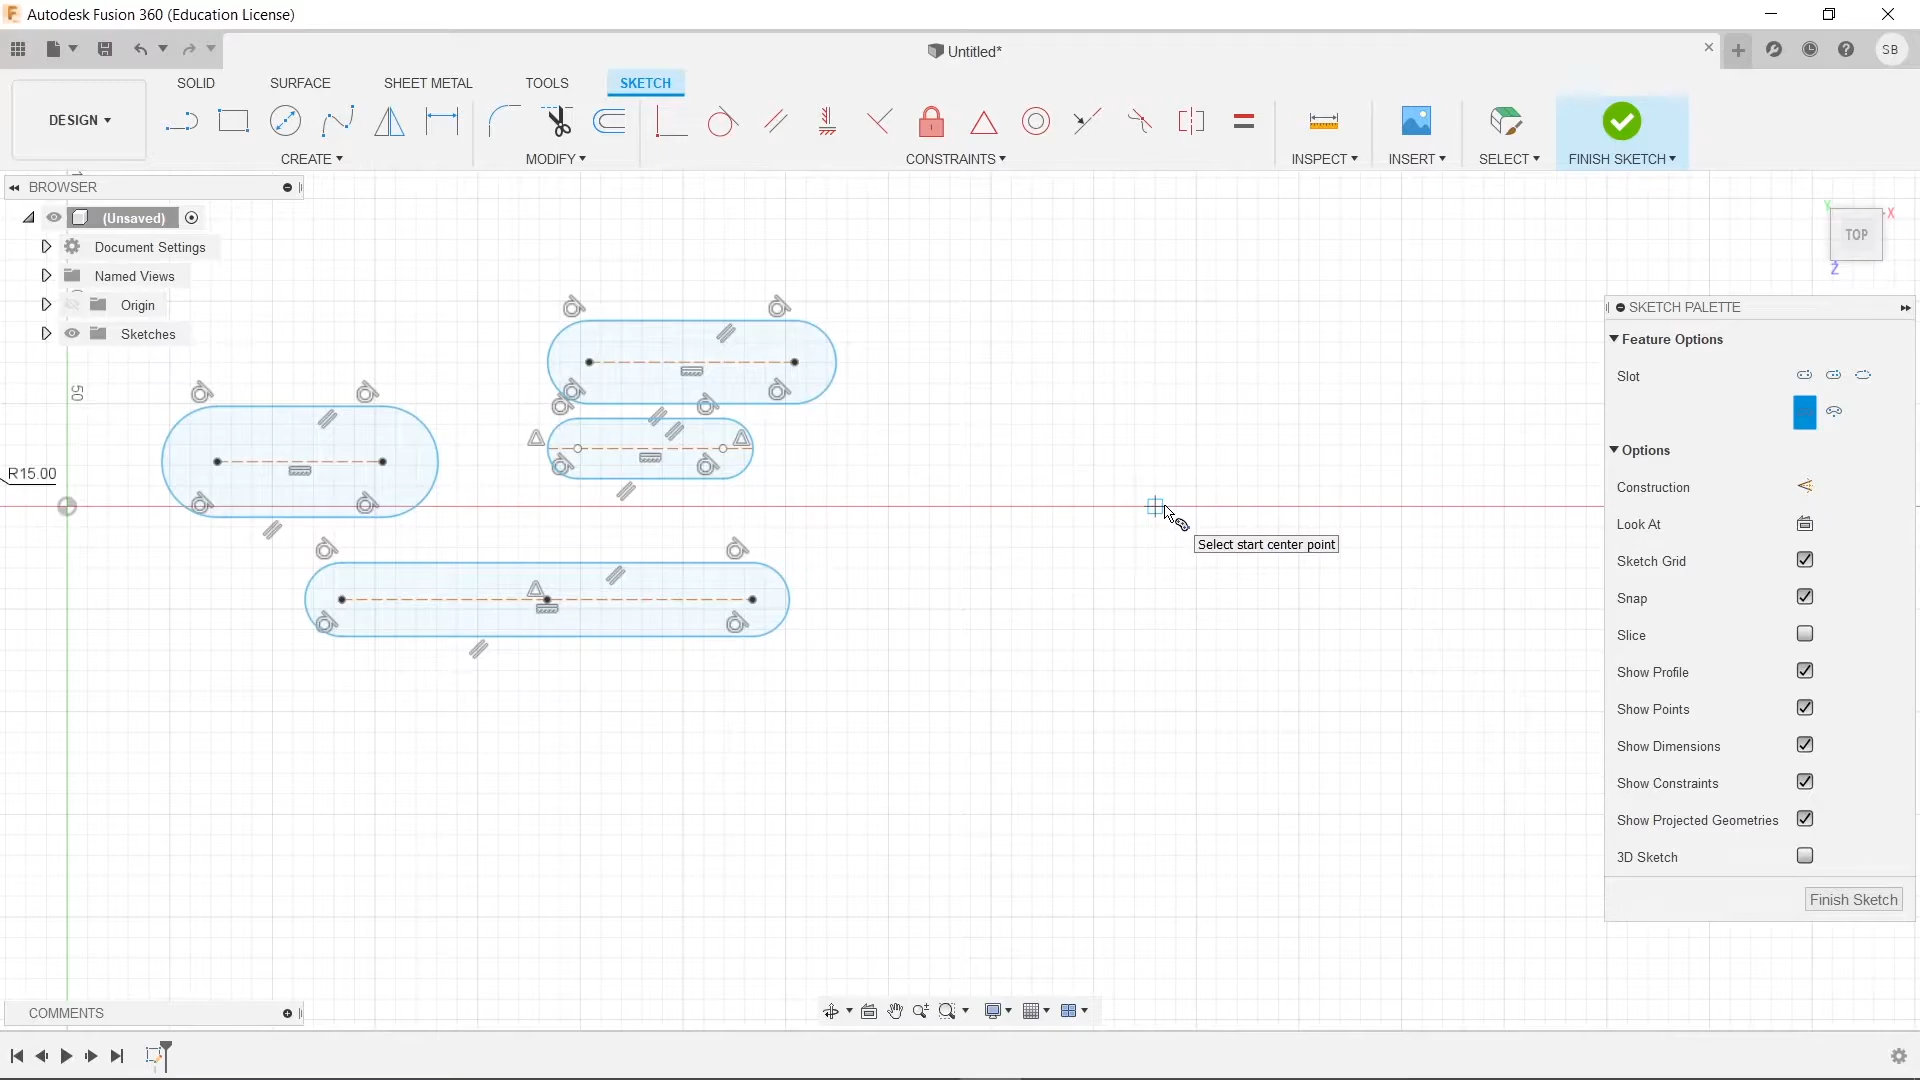 Autodesk Fusion 360 (Education License)
Untitled*
SB
DESIGN
SOLID
SURFACE
SHEET METAL
TOOLS
SKETCH
CREATE
MODIFY
CONSTRAINTS
INSPECT
INSERT
SELECT
FINISH SKETCH
BROWSER
(Unsaved)
Document Settings
Named Views
Origin
Sketches
50
R15.00
Select start center point
Y
X
TOP
Z
SKETCH PALETTE
Feature Options
Slot
Options
Construction
Look At
Sketch Grid
Snap
Slice
Show Profile
Show Points
Show Dimensions
Show Constraints
Show Projected Geometries
3D Sketch
Finish Sketch
COMMENTS